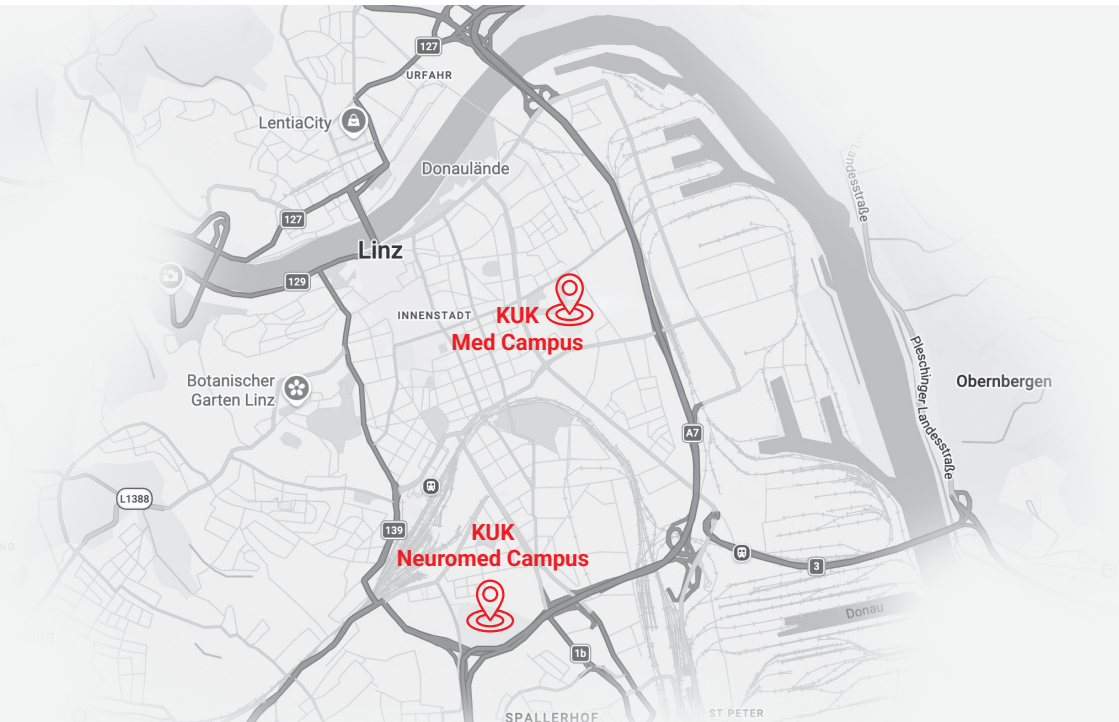 127
URFAHR
LentiaCity
Donaulände
Landesstraße
127
Linz
129
INNENSTADT
KUK
Med Campus
Pleschinger Landesstraße
Botanischer
Garten Linz
Obernbergen
A7
L1388
139
KUK
Neuromed Campus
3
Donau
1b
SPALLERHOF
ST PETER